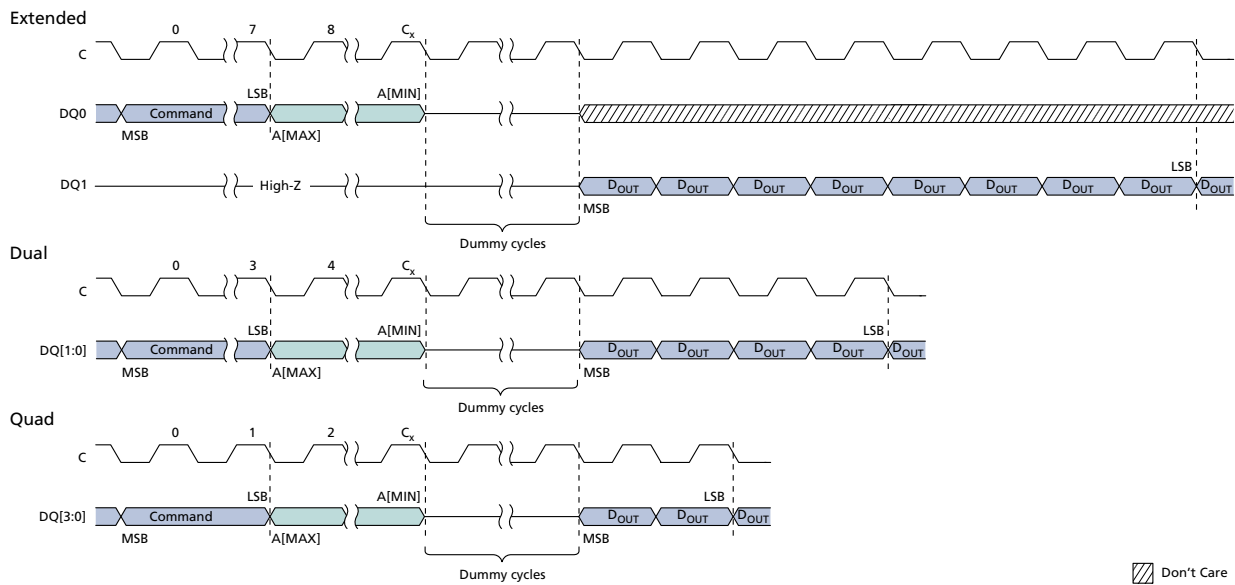 Extended
0 7 8 Cx
C
LSB A[MIN]
DQ0 Command
MSB A[MAX]
LSB
DQ1 High-Z DOUT DOUT DOUT DOUT DOUT DOUT DOUT DOUT DOUT
MSB
Dummy cycles
Dual
0 3 4 Cx
C
LSB A[MIN] LSB
DQ[1:0] Command DOUT DOUT DOUT DOUT DOUT
MSB A[MAX] MSB
Dummy cycles
Quad
0 1 2 Cx
C
LSB A[MIN] LSB
DQ[3:0] Command DOUT DOUT DOUT
MSB A[MAX] MSB
Dummy cycles
Don't Care